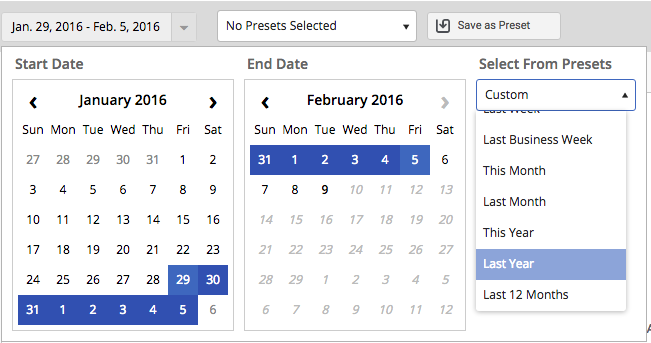 Jan. 29, 2016 - Feb. 5, 2016
No Presets Selected
Save as Preset
Start Date
January 2016
Sun Mon Tue Wed Thu Fri Sat
27 28 29 30 31 1 2
3 4 5 6 7 8 9
10 11 12 13 14 15 16
17 18 19 20 21 22 23
24 25 26 27 28 29 30
31 1 2 3 4 5 6
End Date
February 2016
Sun Mon Tue Wed Thu Fri Sat
31 1 2 3 4 5 6
7 8 9 10 11 12 13
14 15 16 17 18 19 20
21 22 23 24 25 26 27
28 29 1 2 3 4 5
6 7 8 9 10 11 12
Select From Presets
Custom
Last Week
Last Business Week
This Month
Last Month
This Year
Last Year
Last 12 Months